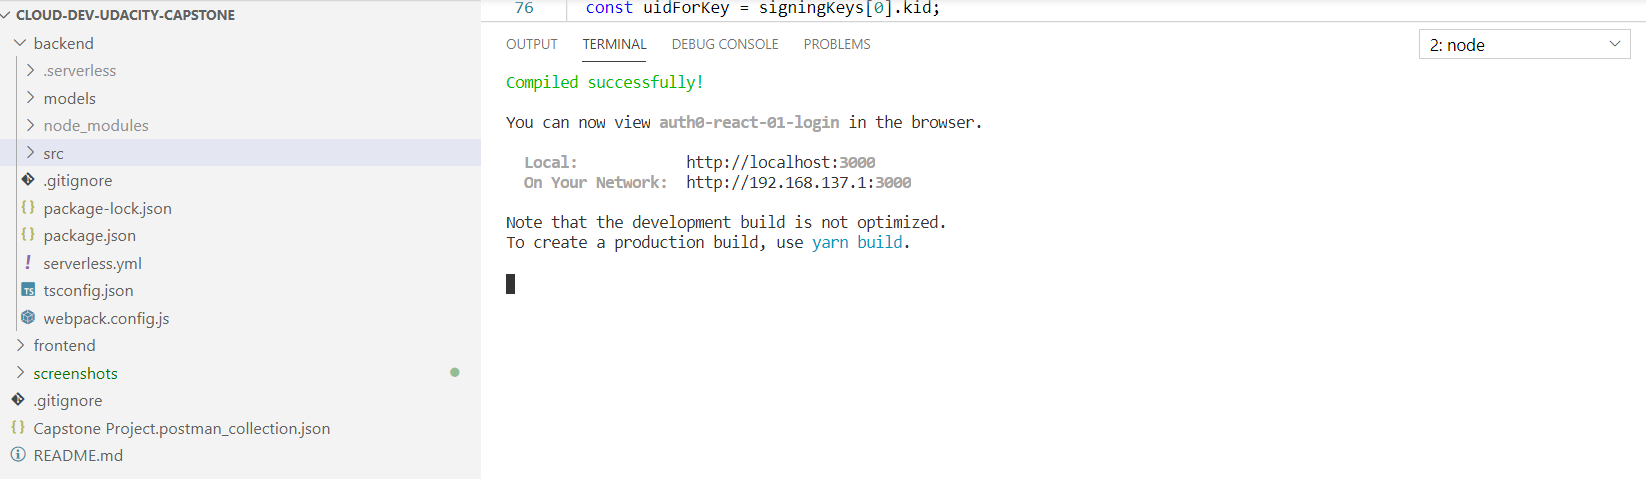 CLOUD-DEV-UDACITY-CAPSTONE
backend
.serverless
models
node_modules
src
.gitignore
package-lock.json
package.json
serverless.yml
tsconfig.json
webpack.config.js
frontend
screenshots
.gitignore
Capstone Project.postman_collection.json
README.md
76 const uidForKey = signingKeys[0].kid;
OUTPUT TERMINAL DEBUG CONSOLE PROBLEMS 2: node
Compiled successfully!
You can now view auth0-react-01-login in the browser.
Local: http://localhost:3000
On Your Network: http://192.168.137.1:3000
Note that the development build is not optimized.
To create a production build, use yarn build.